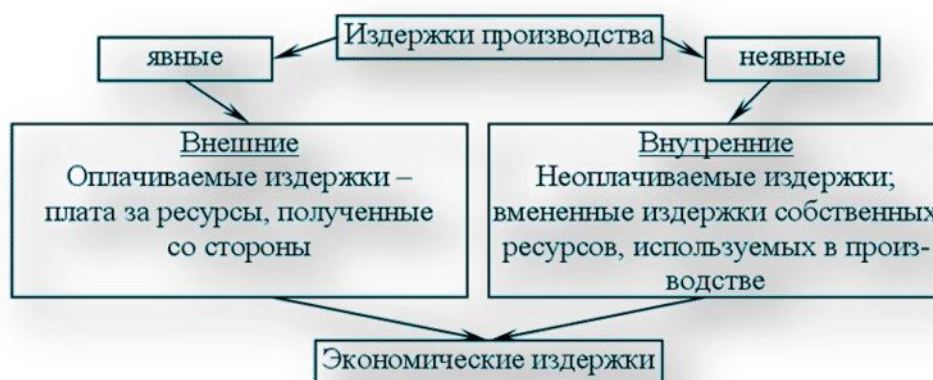 Издержки производства
явные
неявные
Внешние
Оплачиваемые издержки –
плата за ресурсы, полученные
со стороны
Внутренние
Неоплачиваемые издержки;
вмененные издержки собственных
ресурсов, используемых в произ-
водстве
Экономические издержки